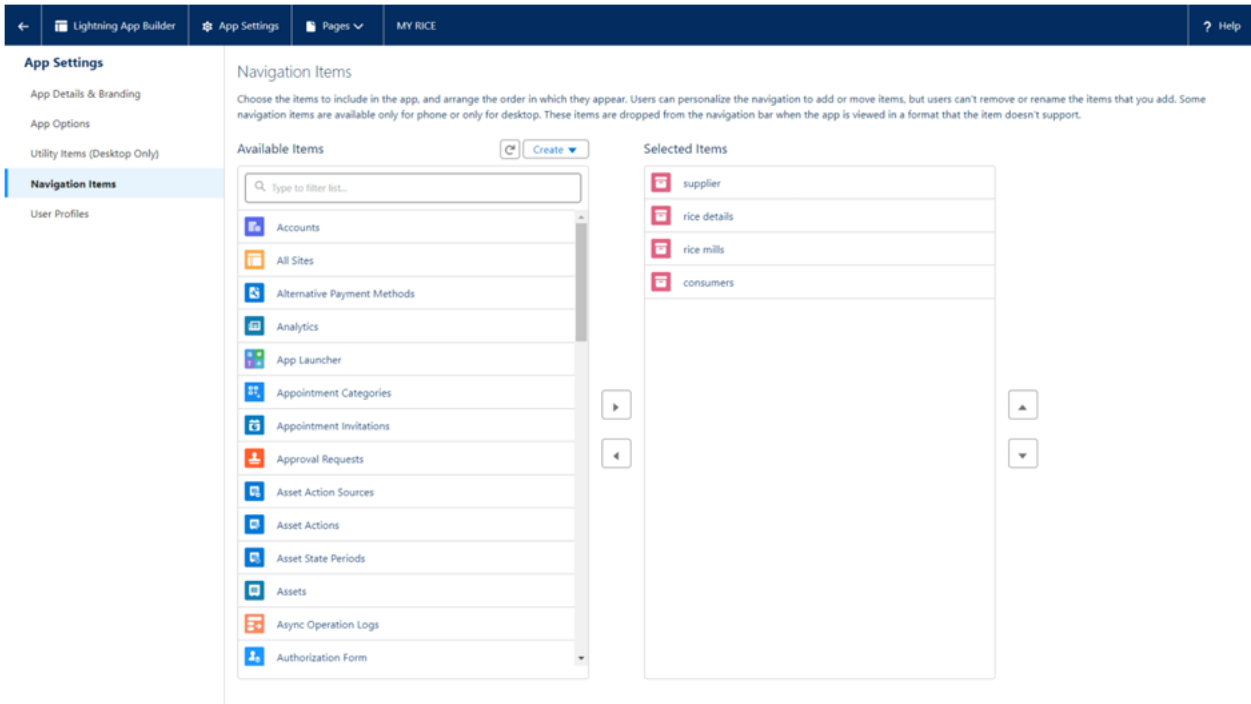 Lightning App Builder
App Settings
Pages
MY RICE
? Help
App Settings
App Details & Branding
App Options
Utility Items (Desktop Only)
Navigation Items
User Profiles
Navigation Items
Choose the items to include in the app, and arrange the order in which they appear. Users can personalize the navigation to add or move items, but users can't remove or rename the items that you add. Some
navigation items are available only for phone or only for desktop. These items are dropped from the navigation bar when the app is viewed in a format that the item doesn't support.
Available Items
Create
Type to filter list...
Accounts
All Sites
Alternative Payment Methods
Analytics
App Launcher
Appointment Categories
Appointment Invitations
Approval Requests
Asset Action Sources
Asset Actions
Asset State Periods
Assets
Async Operation Logs
Authorization Form
Selected Items
supplier
rice details
rice mills
consumers